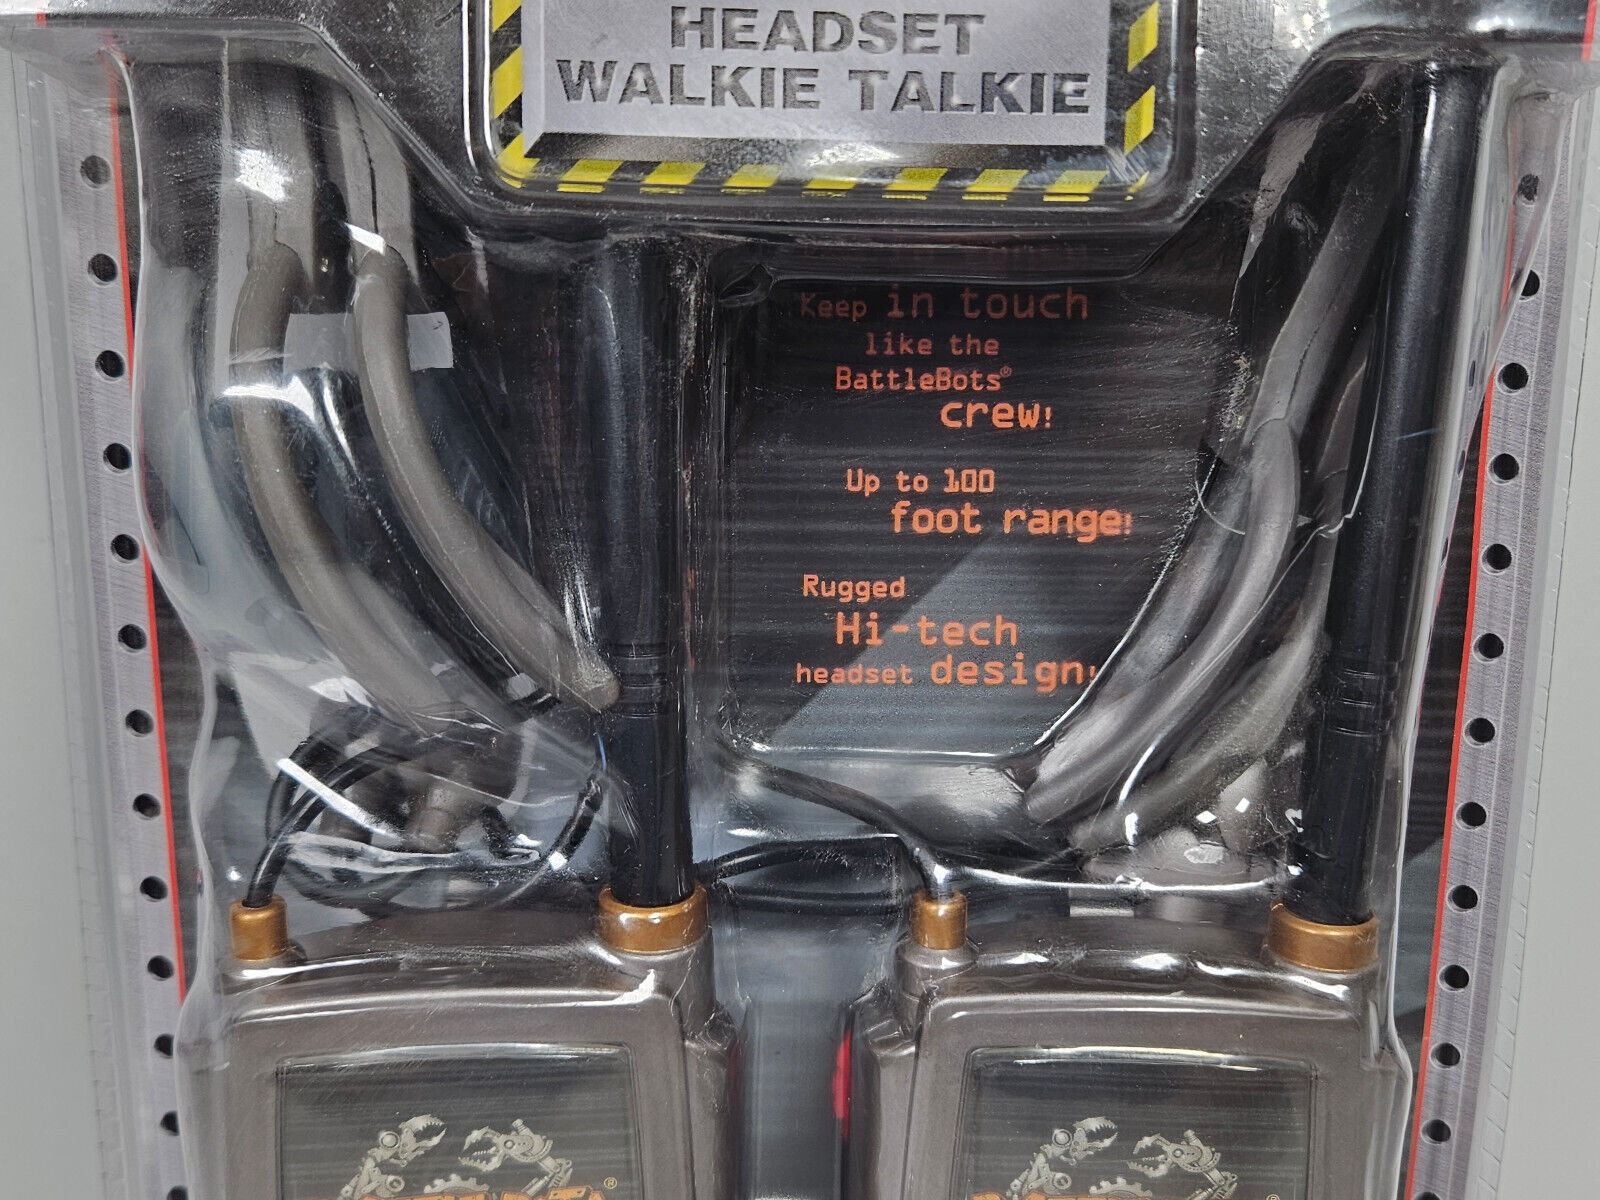 HEADSET
WALKIE TALKIE
Keep in touch
like the
BattleBots®
crew!
Up to 100
foot range!
Rugged
Hi-tech
headset design!